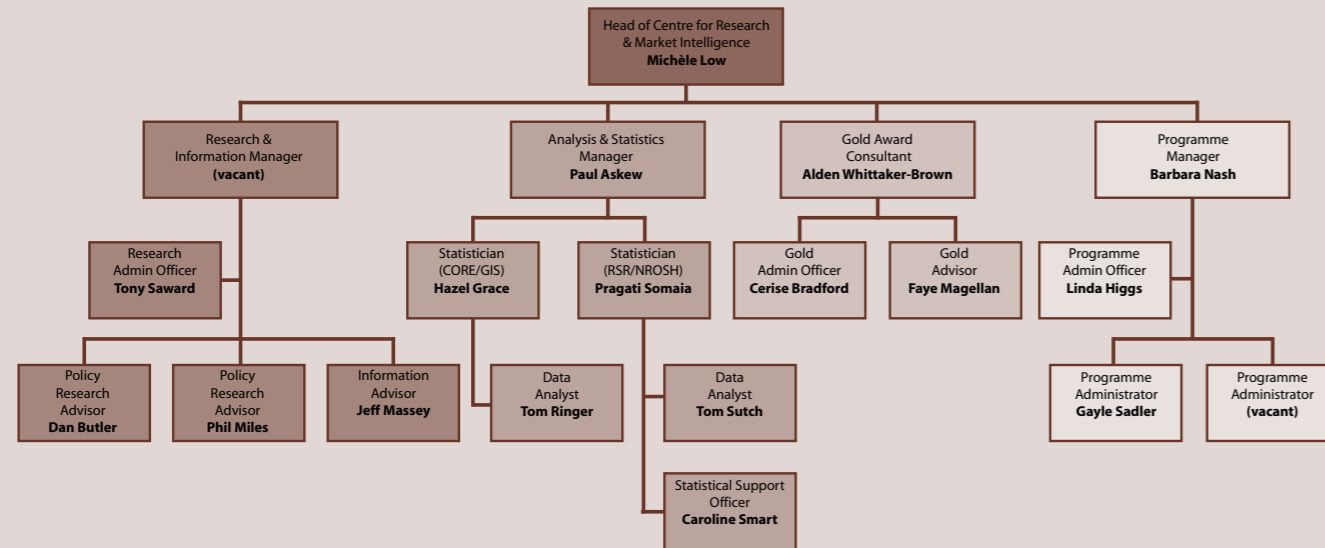 Head of Centre for Research
& Market Intelligence
Michèle Low
Research &
Information Manager
(vacant)
Analysis & Statistics
Manager
Paul Askew
Gold Award
Consultant
Alden Whittaker-Brown
Programme
Manager
Barbara Nash
Research
Admin Officer
Tony Saward
Statistician
(CORE/GIS)
Hazel Grace
Statistician
(RSR/NROSH)
Pragati Somaia
Gold
Admin Officer
Cerise Bradford
Gold
Advisor
Faye Magellan
Programme
Admin Officer
Linda Higgs
Policy
Research
Advisor
Dan Butler
Policy
Research
Advisor
Phil Miles
Information
Advisor
Jeff Massey
Data
Analyst
Tom Ringer
Data
Analyst
Tom Sutch
Programme
Administrator
Gayle Sadler
Programme
Administrator
(vacant)
Statistical Support
Officer
Caroline Smart